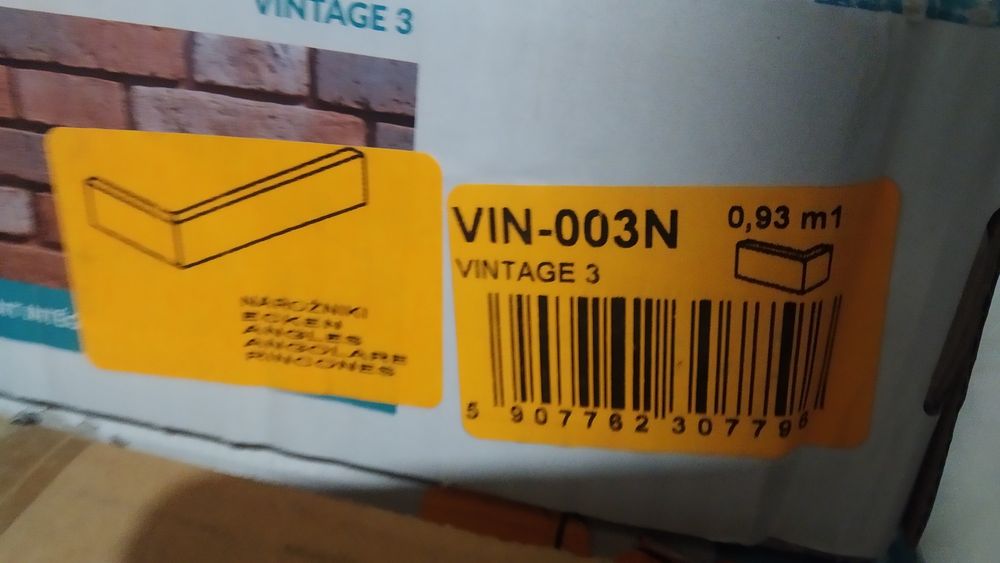 VINTAGE 3
NAROŻNIKI
ECKEN
ANGLES
ANGOLARE
RINCONES
VIN-003N
0,93 m1
VINTAGE 3
5 907762 307796